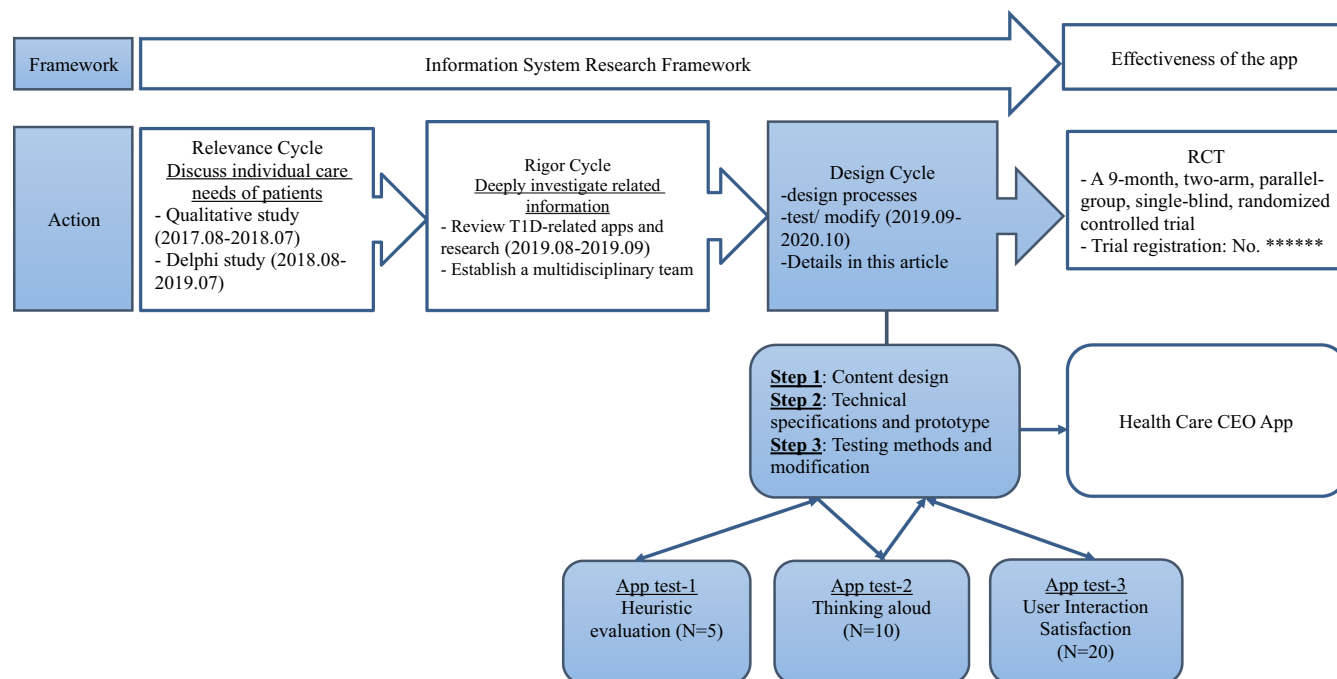 Framework
Information System Research Framework
Effectiveness of the app
Action
Relevance Cycle
Discuss individual care
needs of patients
- Qualitative study
(2017.08-2018.07)
- Delphi study (2018.08-
2019.07)
Rigor Cycle
Deeply investigate related
information
- Review T1D-related apps and
research (2019.08-2019.09)
- Establish a multidisciplinary team
Design Cycle
-design processes
-test/ modify (2019.09-
2020.10)
-Details in this article
RCT
- A 9-month, two-arm, parallel-
group, single-blind, randomized
controlled trial
- Trial registration: No. ******
Step 1: Content design
Step 2: Technical
specifications and prototype
Step 3: Testing methods and
modification
Health Care CEO App
App test-1
Heuristic
evaluation (N=5)
App test-2
Thinking aloud
(N=10)
App test-3
User Interaction
Satisfaction
(N=20)